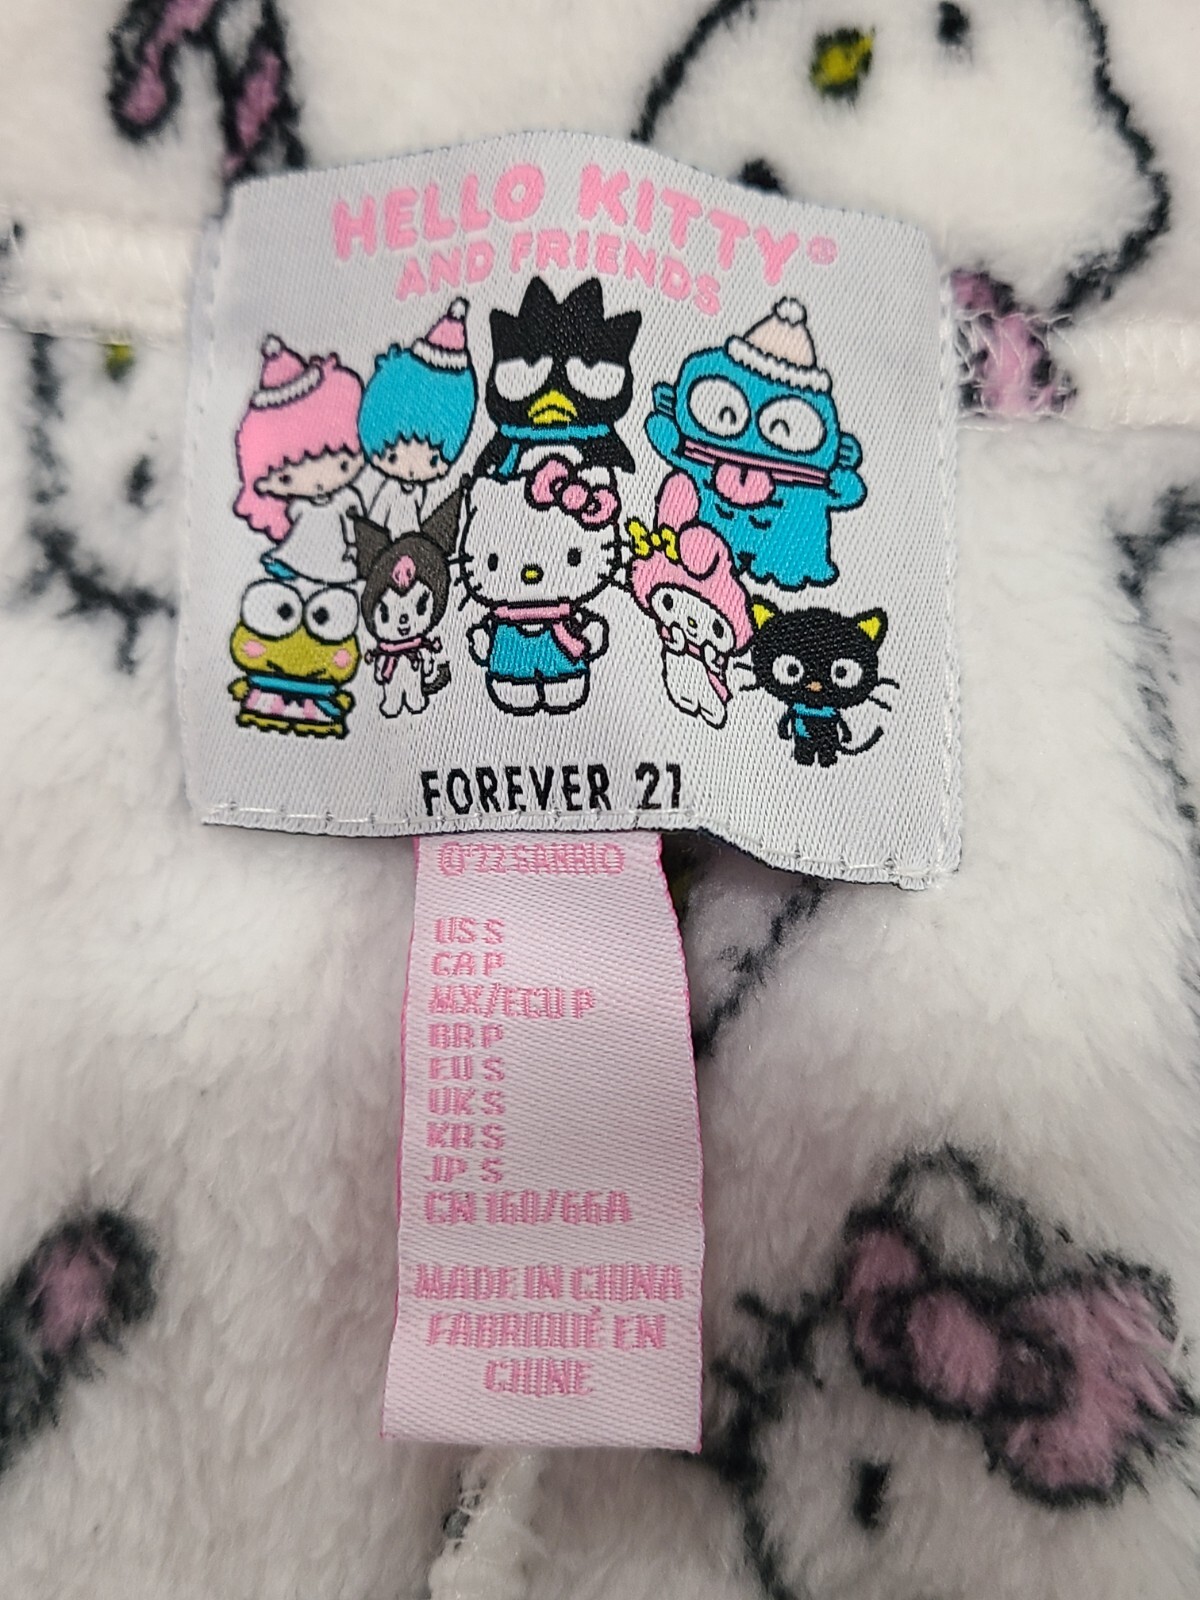 HELLO KITTY®
AND FRIENDS
FOREVER 21
©'22 SANRIO
US S
CA P
MX/ECU P
BR P
EU S
UK S
KR S
JP S
CN 160/66A
MADE IN CHINA
FABRIQUÉ EN
CHINE